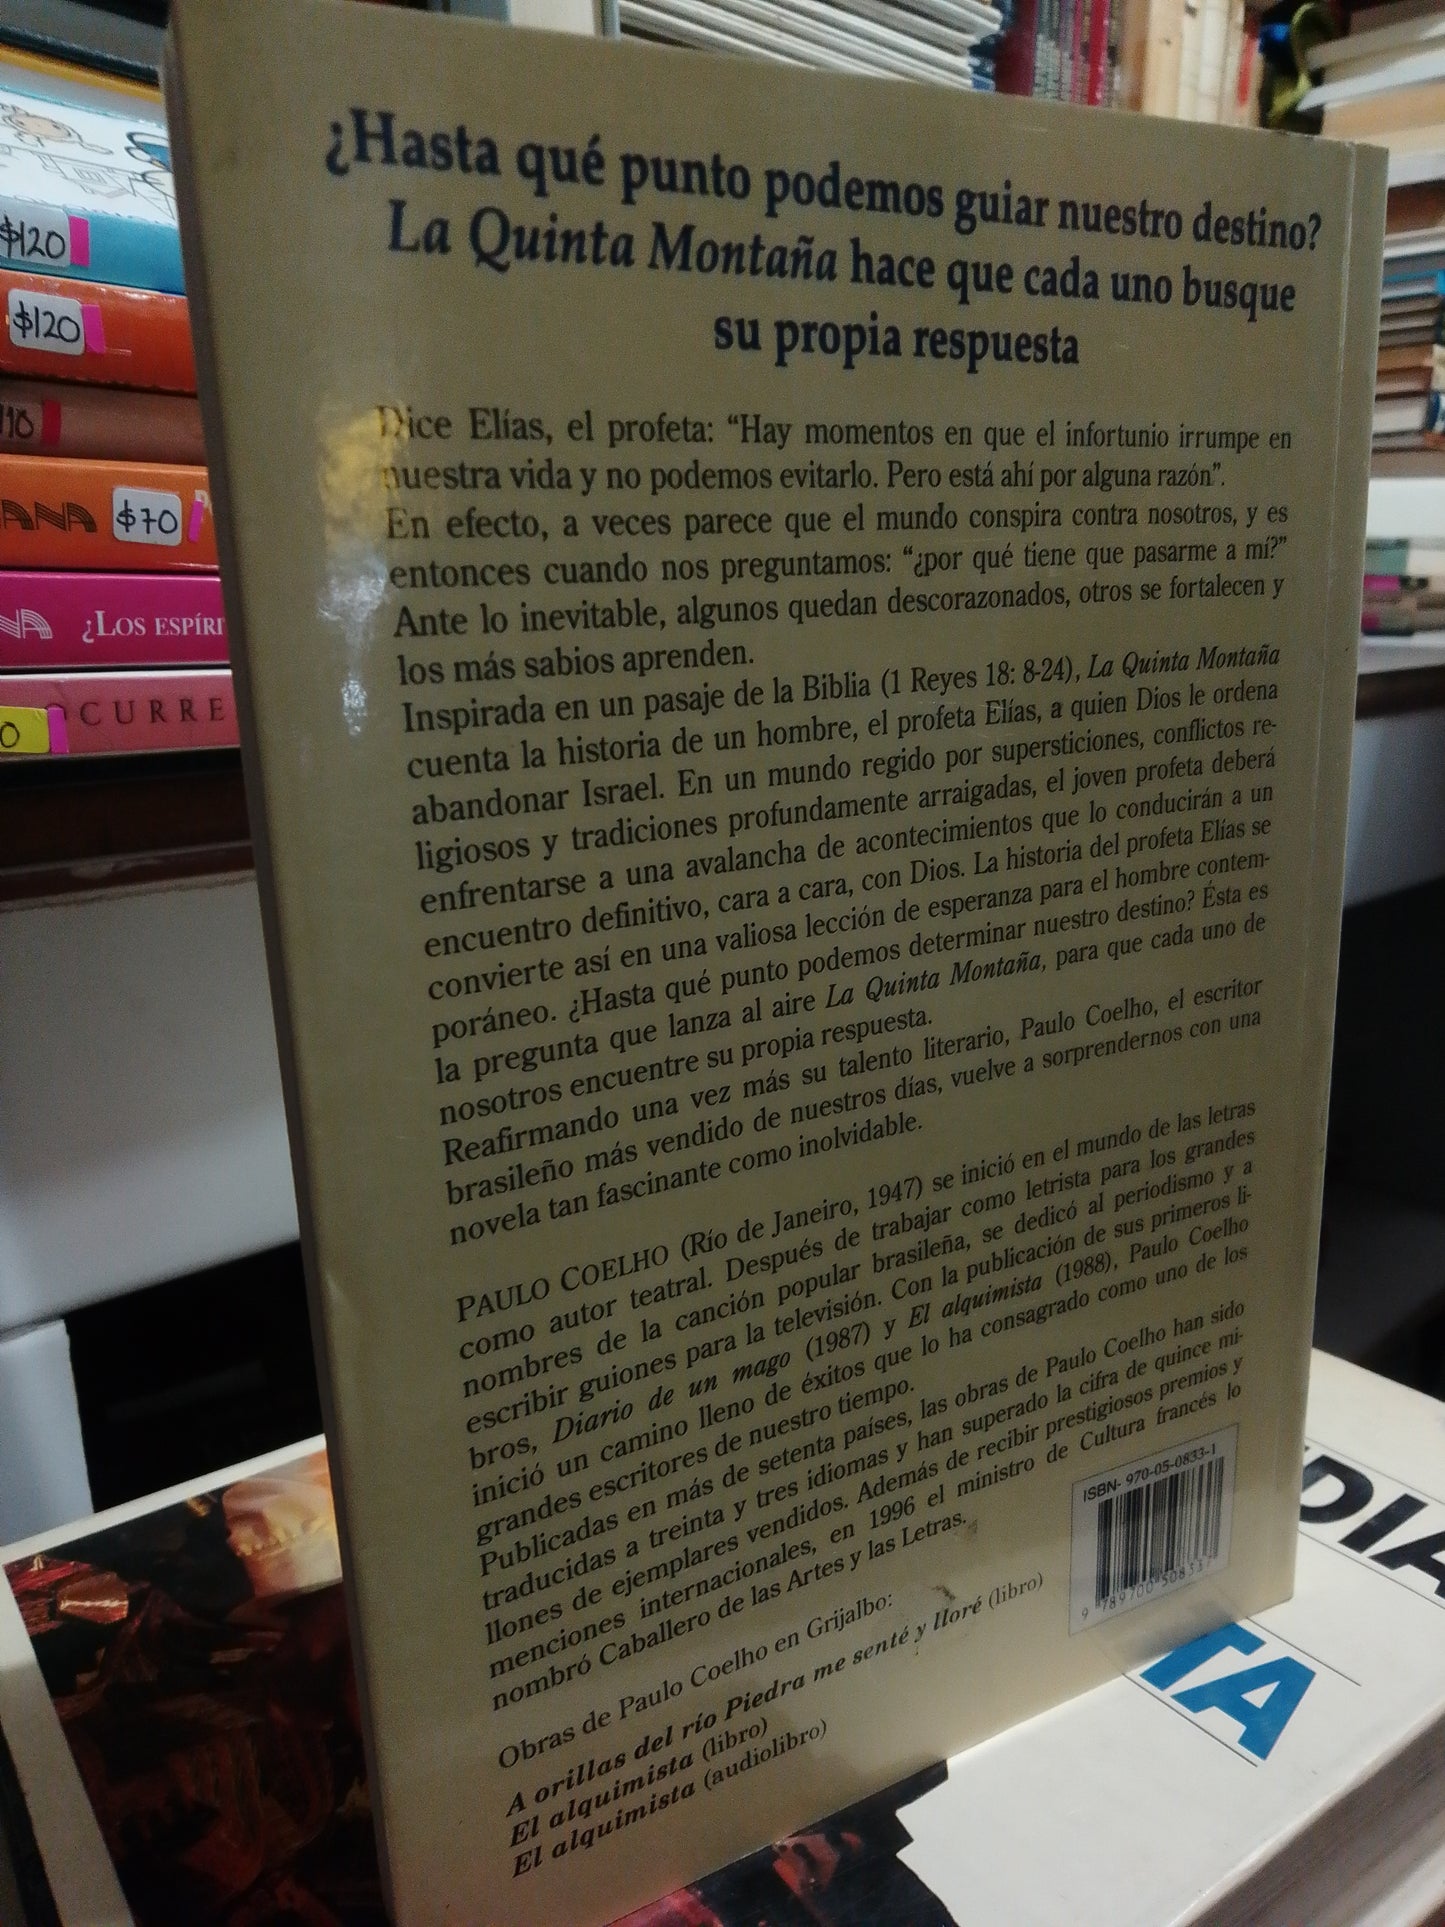 ¿Hasta qué punto podemos guiar nuestro destino?
La Quinta Montaña hace que cada uno busque
su propia respuesta
Dice Elías, el profeta: “Hay momentos en que el infortunio irrumpe en
nuestra vida y no podemos evitarlo. Pero está ahí por alguna razón”.
En efecto, a veces parece que el mundo conspira contra nosotros, y es
entonces cuando nos preguntamos: “¿por qué tiene que pasarme a mí?”
Ante lo inevitable, algunos quedan descorazonados, otros se fortalecen y
los más sabios aprenden.
Inspirada en un pasaje de la Biblia (1 Reyes 18: 8-24), La Quinta Montaña
cuenta la historia de un hombre, el profeta Elías, a quien Dios le ordena
abandonar Israel. En un mundo regido por supersticiones, conflictos re-
ligiosos y tradiciones profundamente arraigadas, el joven profeta deberá
enfrentarse a una avalancha de acontecimientos que lo conducirán a un
encuentro definitivo, cara a cara, con Dios. La historia del profeta Elías se
convierte así en una valiosa lección de esperanza para el hombre contem-
poráneo. ¿Hasta qué punto podemos determinar nuestro destino? Ésta es
la pregunta que lanza al aire La Quinta Montaña, para que cada uno de
nosotros encuentre su propia respuesta.
Reafirmando una vez más su talento literario, Paulo Coelho, el escritor
brasileño más vendido de nuestros días, vuelve a sorprendernos con una
novela tan fascinante como inolvidable.
PAULO COELHO (Río de Janeiro, 1947) se inició en el mundo de las letras
como autor teatral. Después de trabajar como letrista para los grandes
nombres de la canción popular brasileña, se dedicó al periodismo y a
escribir guiones para la televisión. Con la publicación de sus primeros li-
bros, Diario de un mago (1987) y El alquimista (1988), Paulo Coelho
inició un camino lleno de éxitos que lo ha consagrado como uno de los
grandes escritores de nuestro tiempo.
Publicadas en más de setenta países, las obras de Paulo Coelho han sido
traducidas a treinta y tres idiomas y han superado la cifra de quince mi-
llones de ejemplares vendidos. Además de recibir prestigiosos premios y
menciones internacionales, en 1996 el ministro de Cultura francés lo
nombró Caballero de las Artes y las Letras.
Obras de Paulo Coelho en Grijalbo:
A orillas del río Piedra me senté y lloré (libro)
El alquimista (libro)
El alquimista (audiolibro)
ISBN- 970-05-0833-1
9 789700 508337
$120
$120
110
ANA $70
¿LOS ESPÍRI
OCURRE
DIA
TA